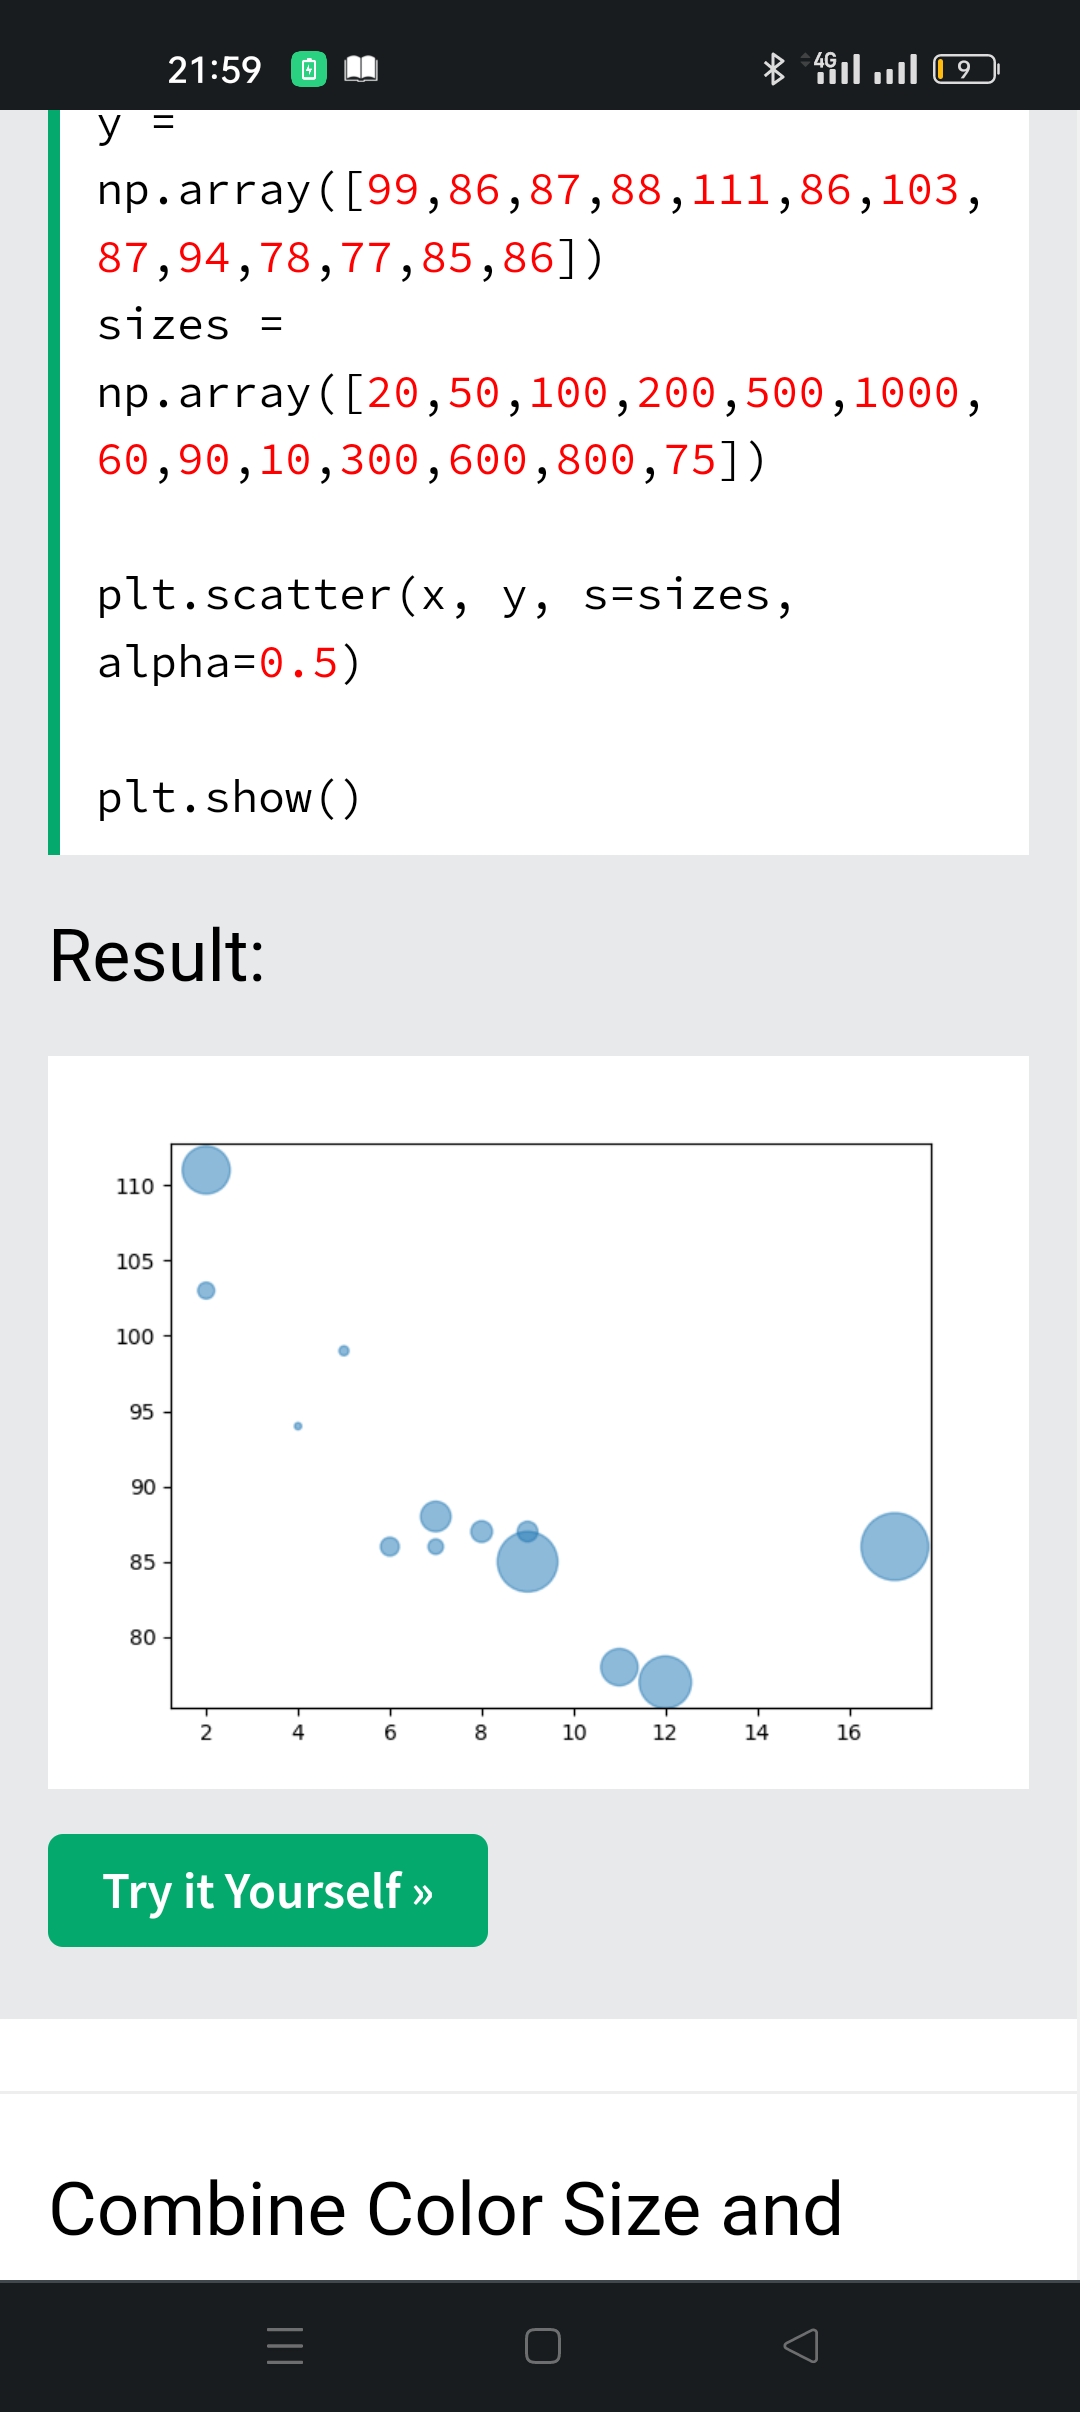 21:59
4G
9
y =
np.array([99,86,87,88,111,86,103,
87,94,78,77,85,86])
sizes =
np.array([20,50,100,200,500,1000,
60,90,10,300,600,800,75])
plt.scatter(x, y, s=sizes,
alpha=0.5)
plt.show()
Result:
110
105
100
95
90
85
80
2 4 6 8 10 12 14 16
Try it Yourself »
Combine Color Size and